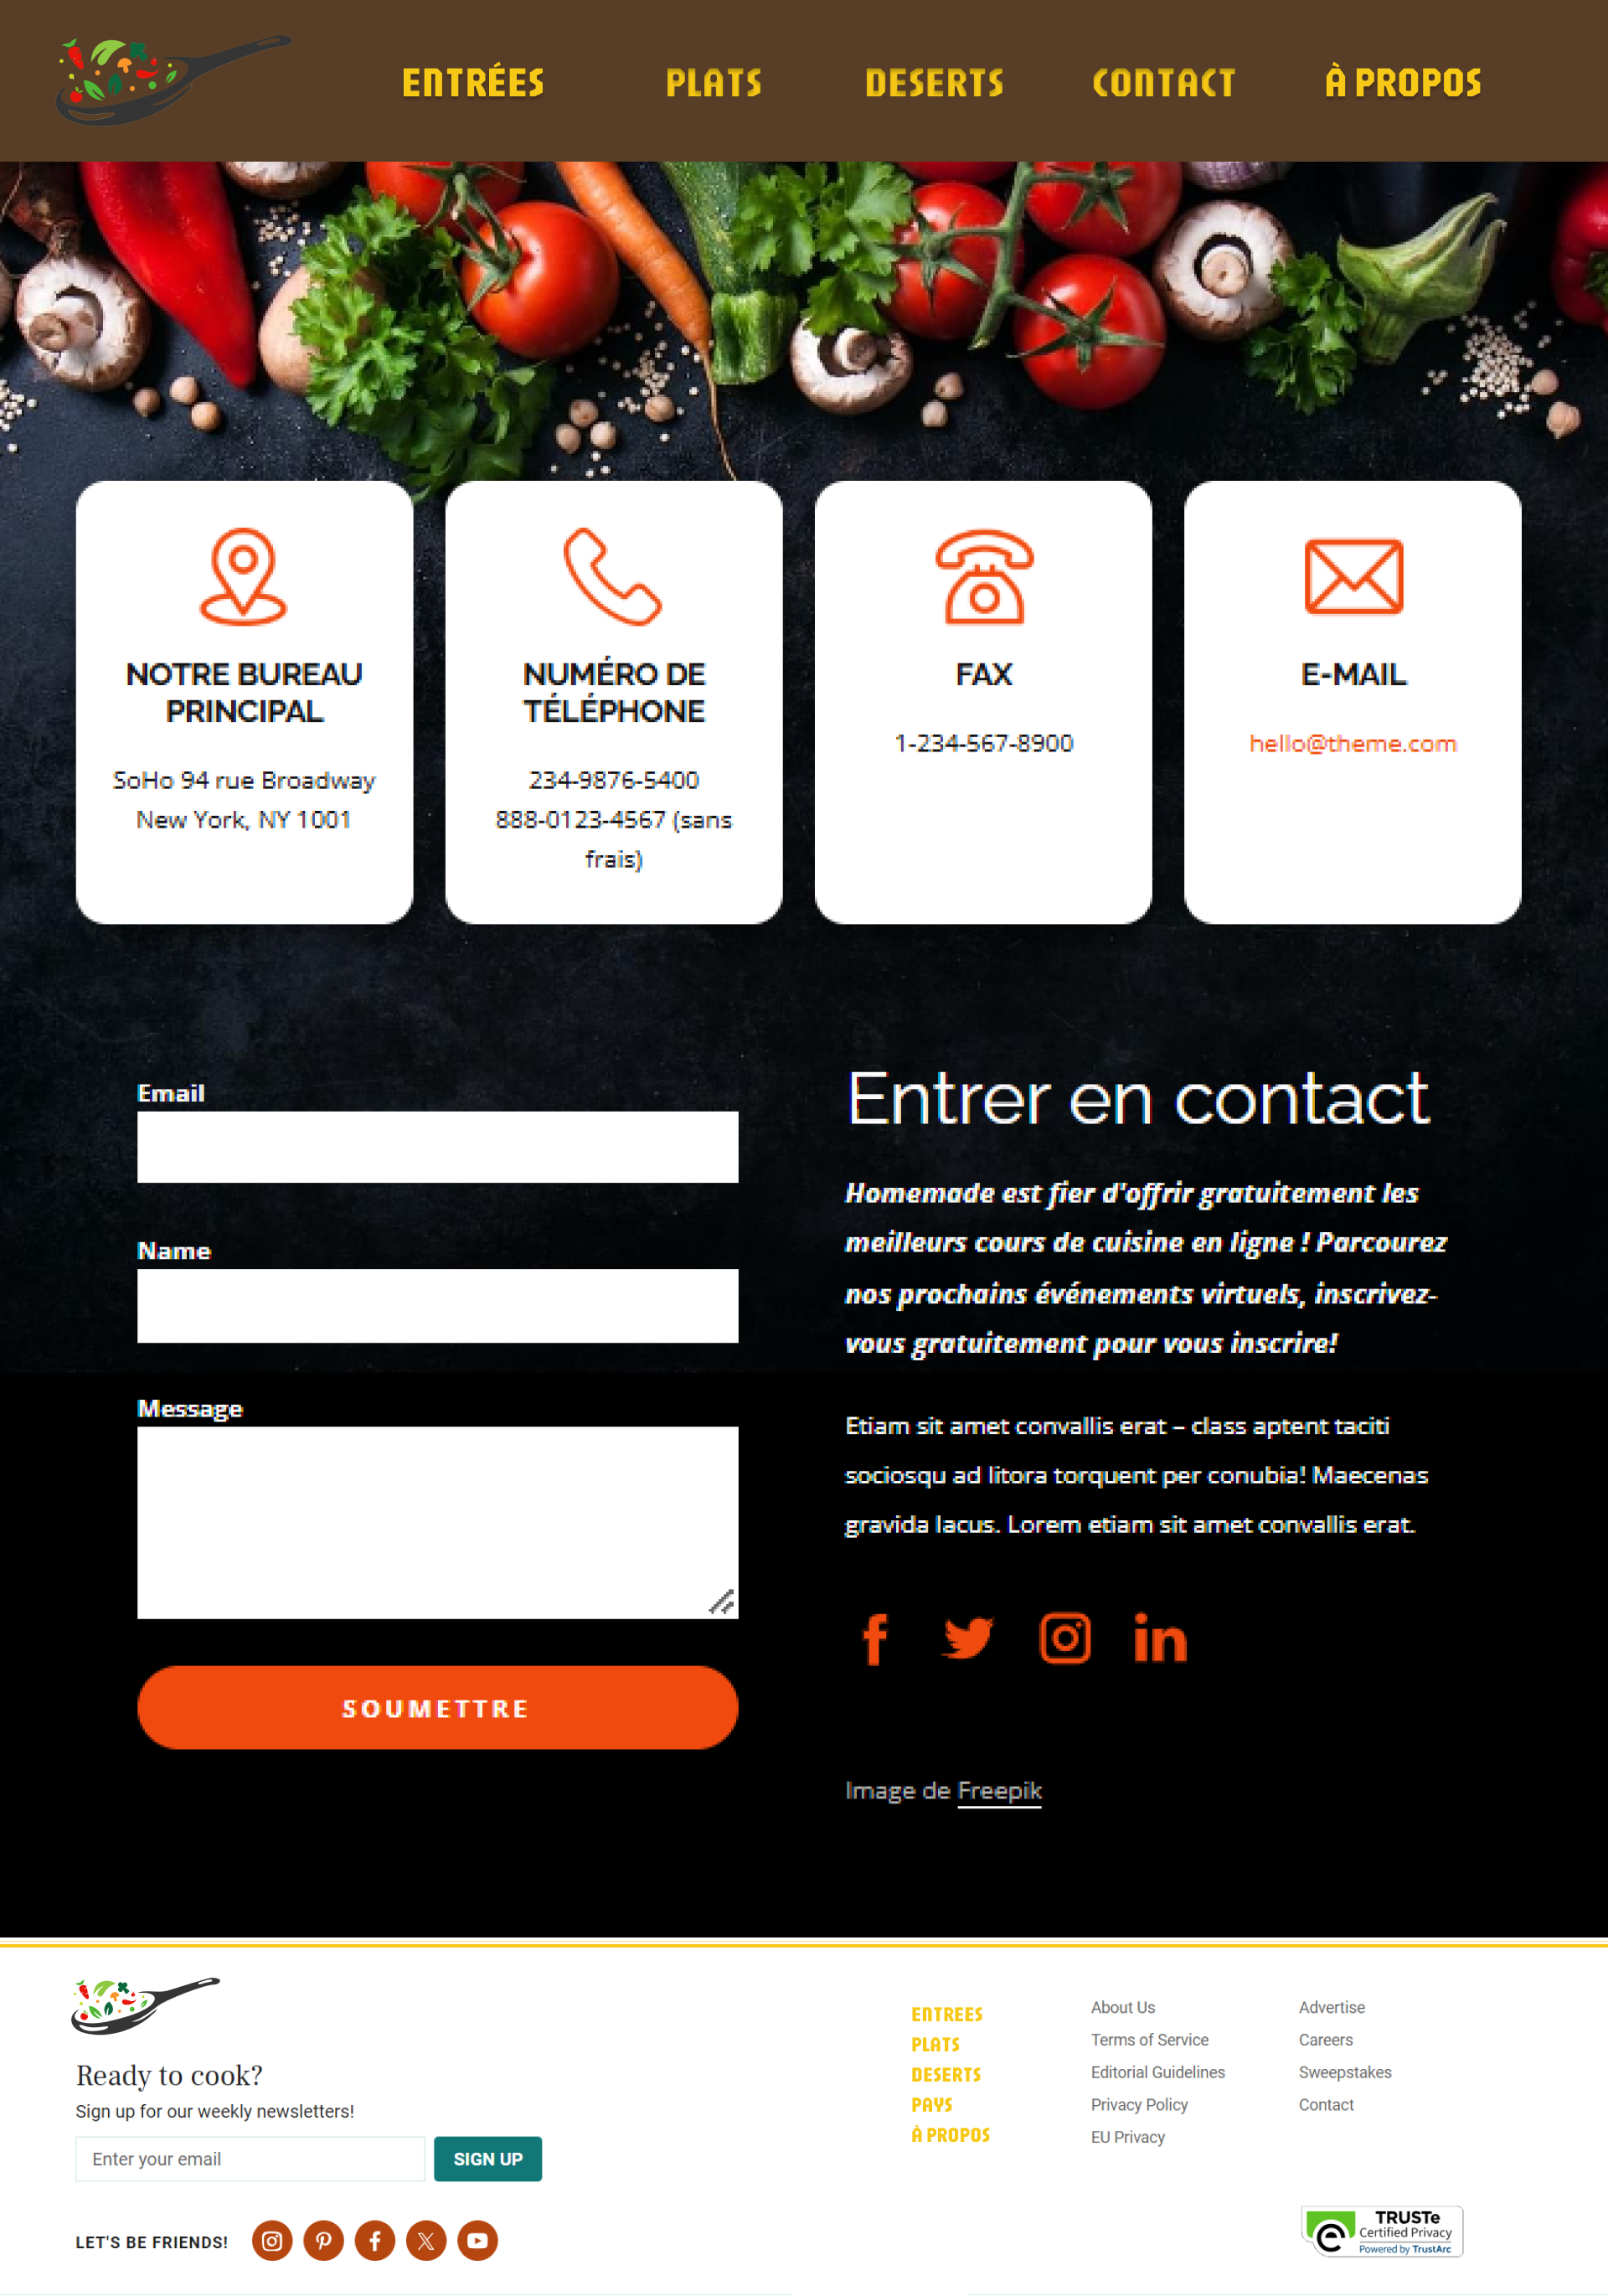 ENTRÉES PLATS DESERTS CONTACT À PROPOS
NOTRE BUREAU
PRINCIPAL
SoHo 94 rue Broadway
New York, NY 1001
NUMÉRO DE
TÉLÉPHONE
234-9876-5400
888-0123-4567 (sans
frais)
FAX
1-234-567-8900
E-MAIL
hello@theme.com
Email
Name
Message
SOUMETTRE
Entrer en contact
Homemade est fier d'offrir gratuitement les
meilleurs cours de cuisine en ligne ! Parcourez
nos prochains événements virtuels, inscrivez-
vous gratuitement pour vous inscrire!
Etiam sit amet convallis erat – class aptent taciti
sociosqu ad litora torquent per conubia! Maecenas
gravida lacus. Lorem etiam sit amet convallis erat.
Image de Freepik
Ready to cook?
Sign up for our weekly newsletters!
Enter your email
SIGN UP
LET'S BE FRIENDS!
ENTREES
PLATS
DESERTS
PAYS
À PROPOS
About Us
Terms of Service
Editorial Guidelines
Privacy Policy
EU Privacy
Advertise
Careers
Sweepstakes
Contact
TRUSTe
Certified Privacy
Powered by TrustArc